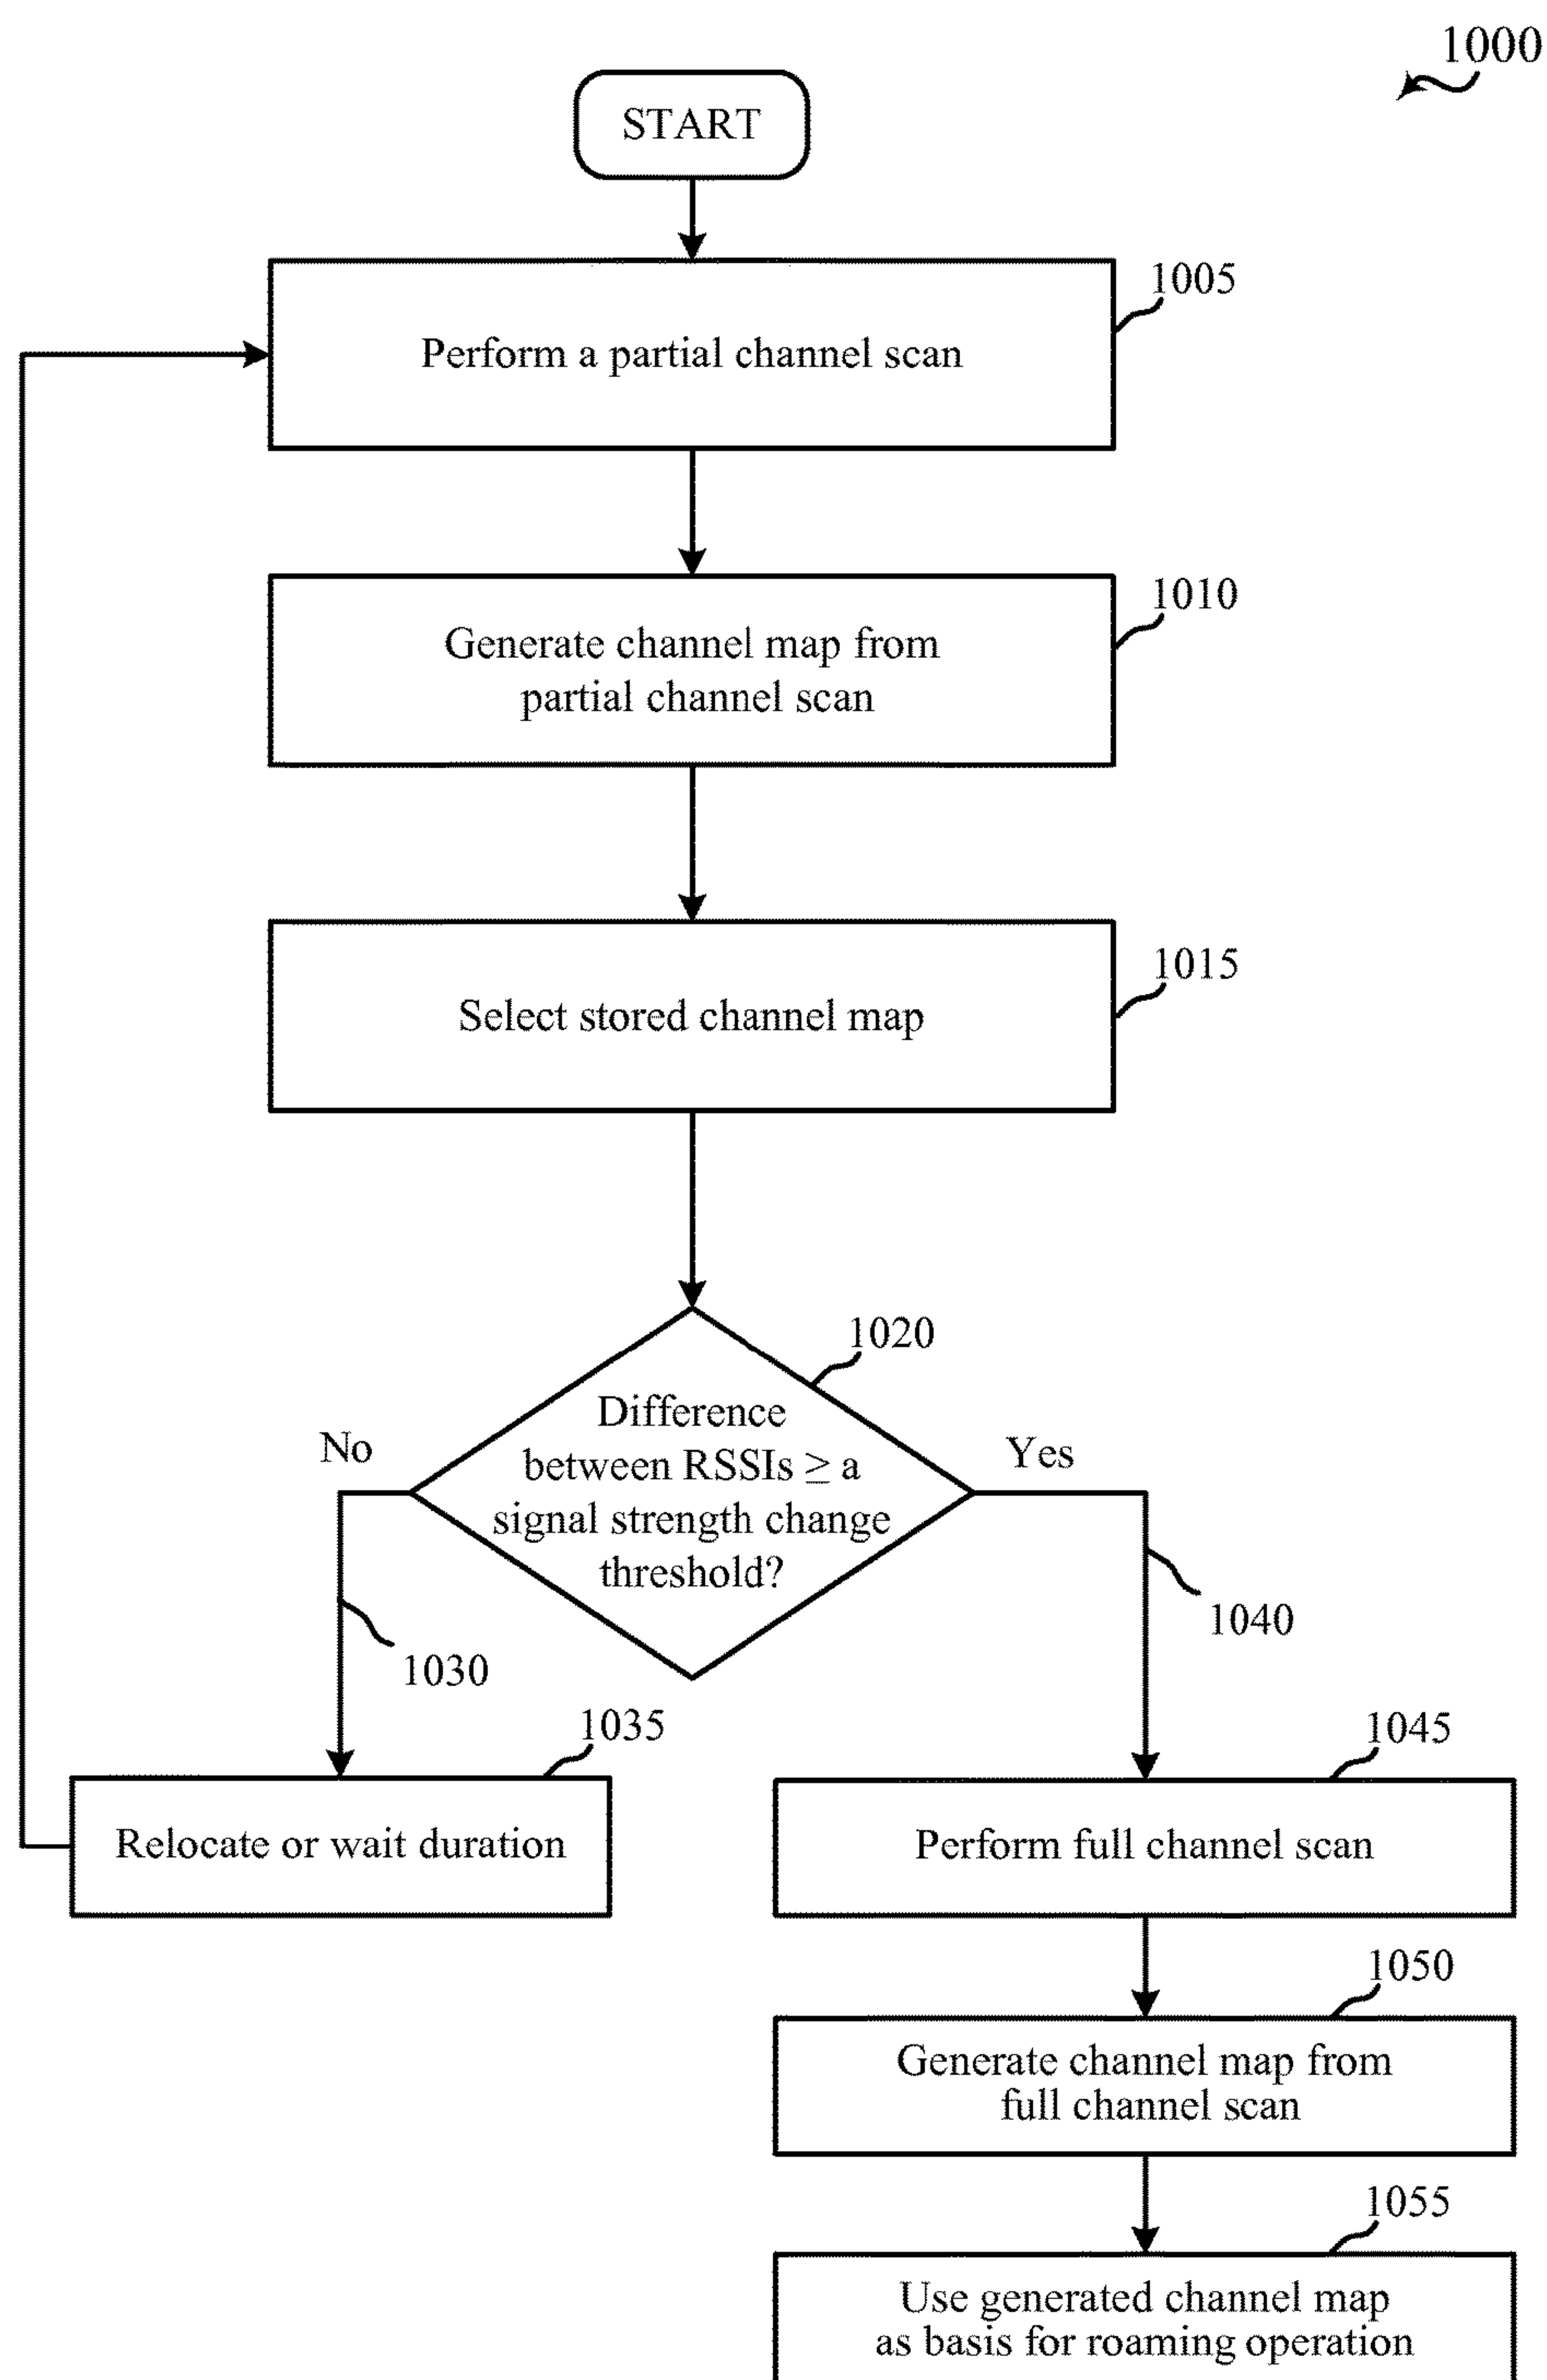 1000
START
1005
Perform a partial channel scan
1010
Generate channel map from
partial channel scan
1015
Select stored channel map
1020
Difference
between RSSIs ≥ a
signal strength change
threshold?
No
Yes
1030
1040
1035
Relocate or wait duration
1045
Perform full channel scan
1050
Generate channel map from
full channel scan
1055
Use generated channel map
as basis for roaming operation